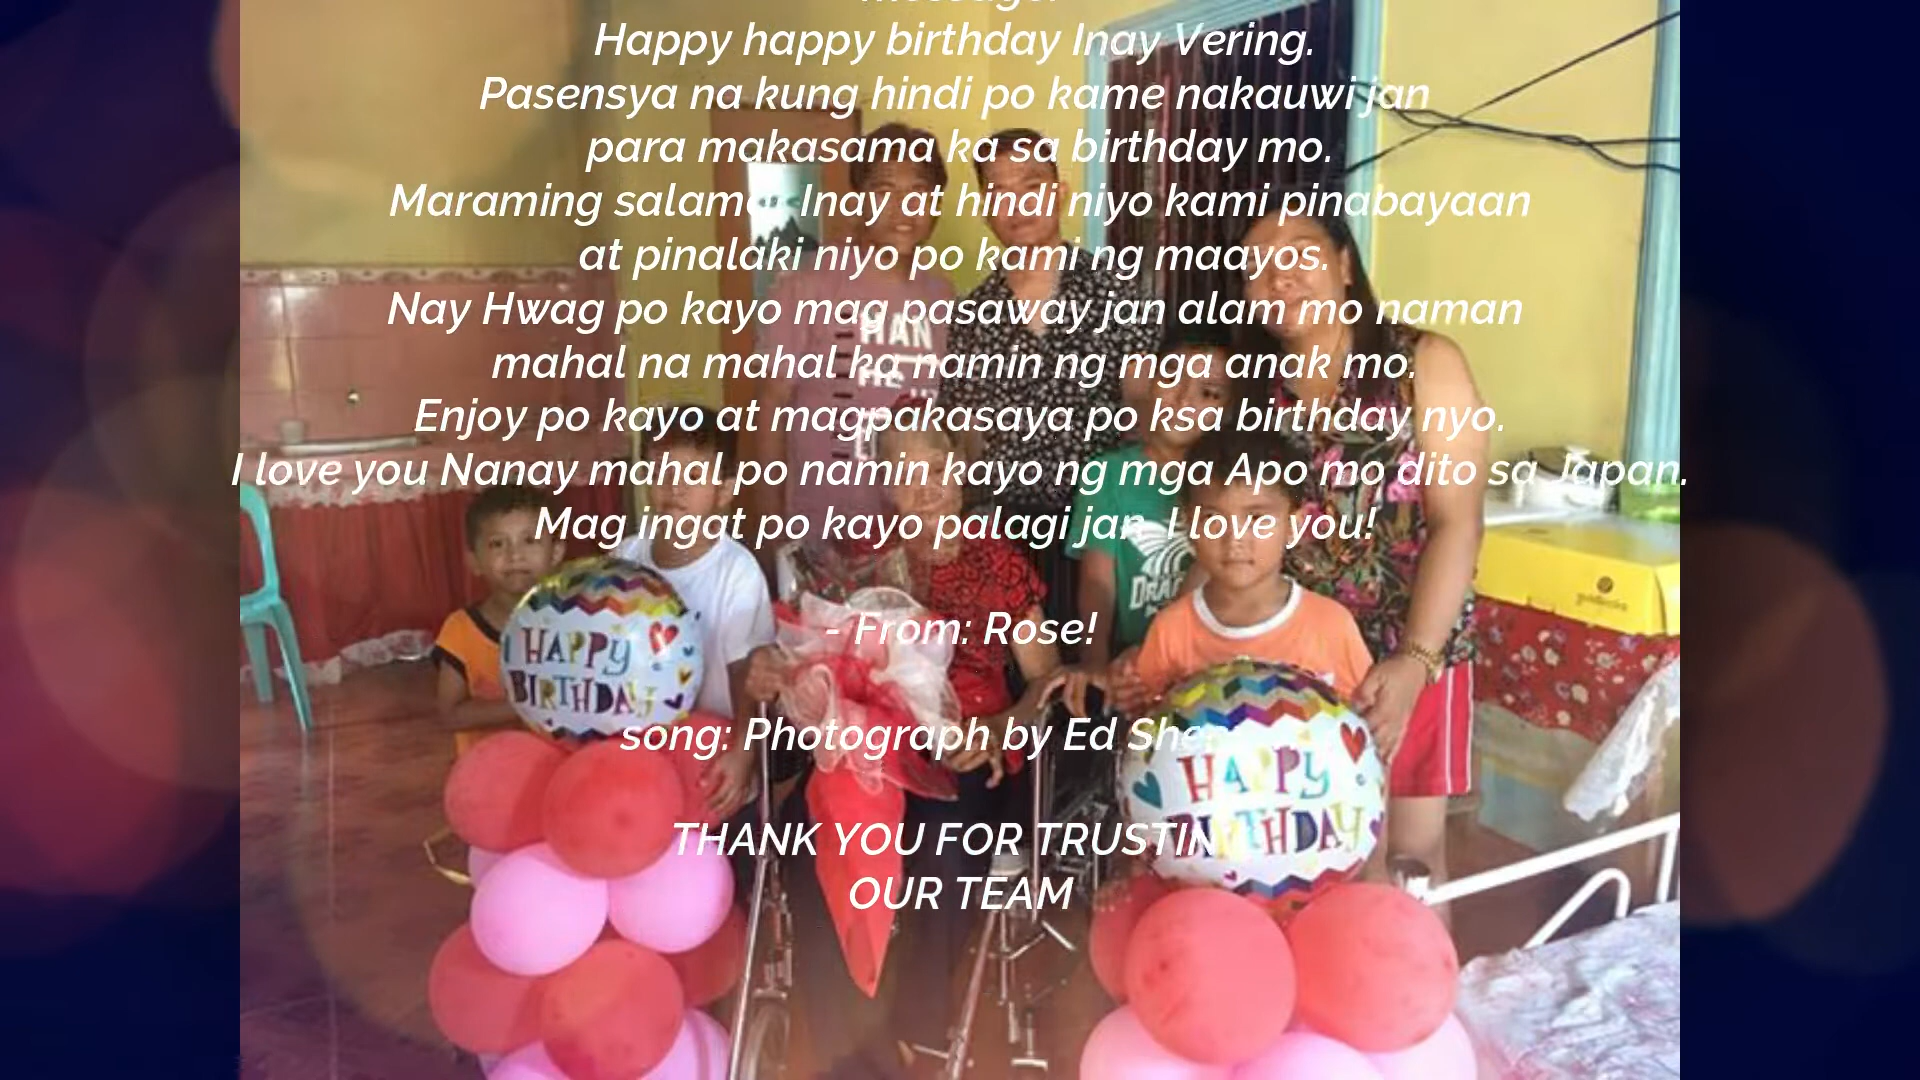 Happy happy birthday Inay Vering.
Pasensya na kung hindi po kame nakauwi jan
para makasama ka sa birthday mo.
Maraming salamat Inay at hindi niyo kami pinabayaan
at pinalaki niyo po kami ng maayos.
Nay Hwag po kayo mag pasaway jan alam mo naman
mahal na mahal ka namin ng mga anak mo.
Enjoy po kayo at magpakasaya po ksa birthday nyo.
I love you Nanay mahal po namin kayo ng mga Apo mo dito sa Japan.
Mag ingat po kayo palagi jan, I love you!
- From: Rose!
song: Photograph by Ed
THANK YOU FOR
OUR TEAM
HAPPY
BIRTHDAY
HAPPY
BIRTHDAY